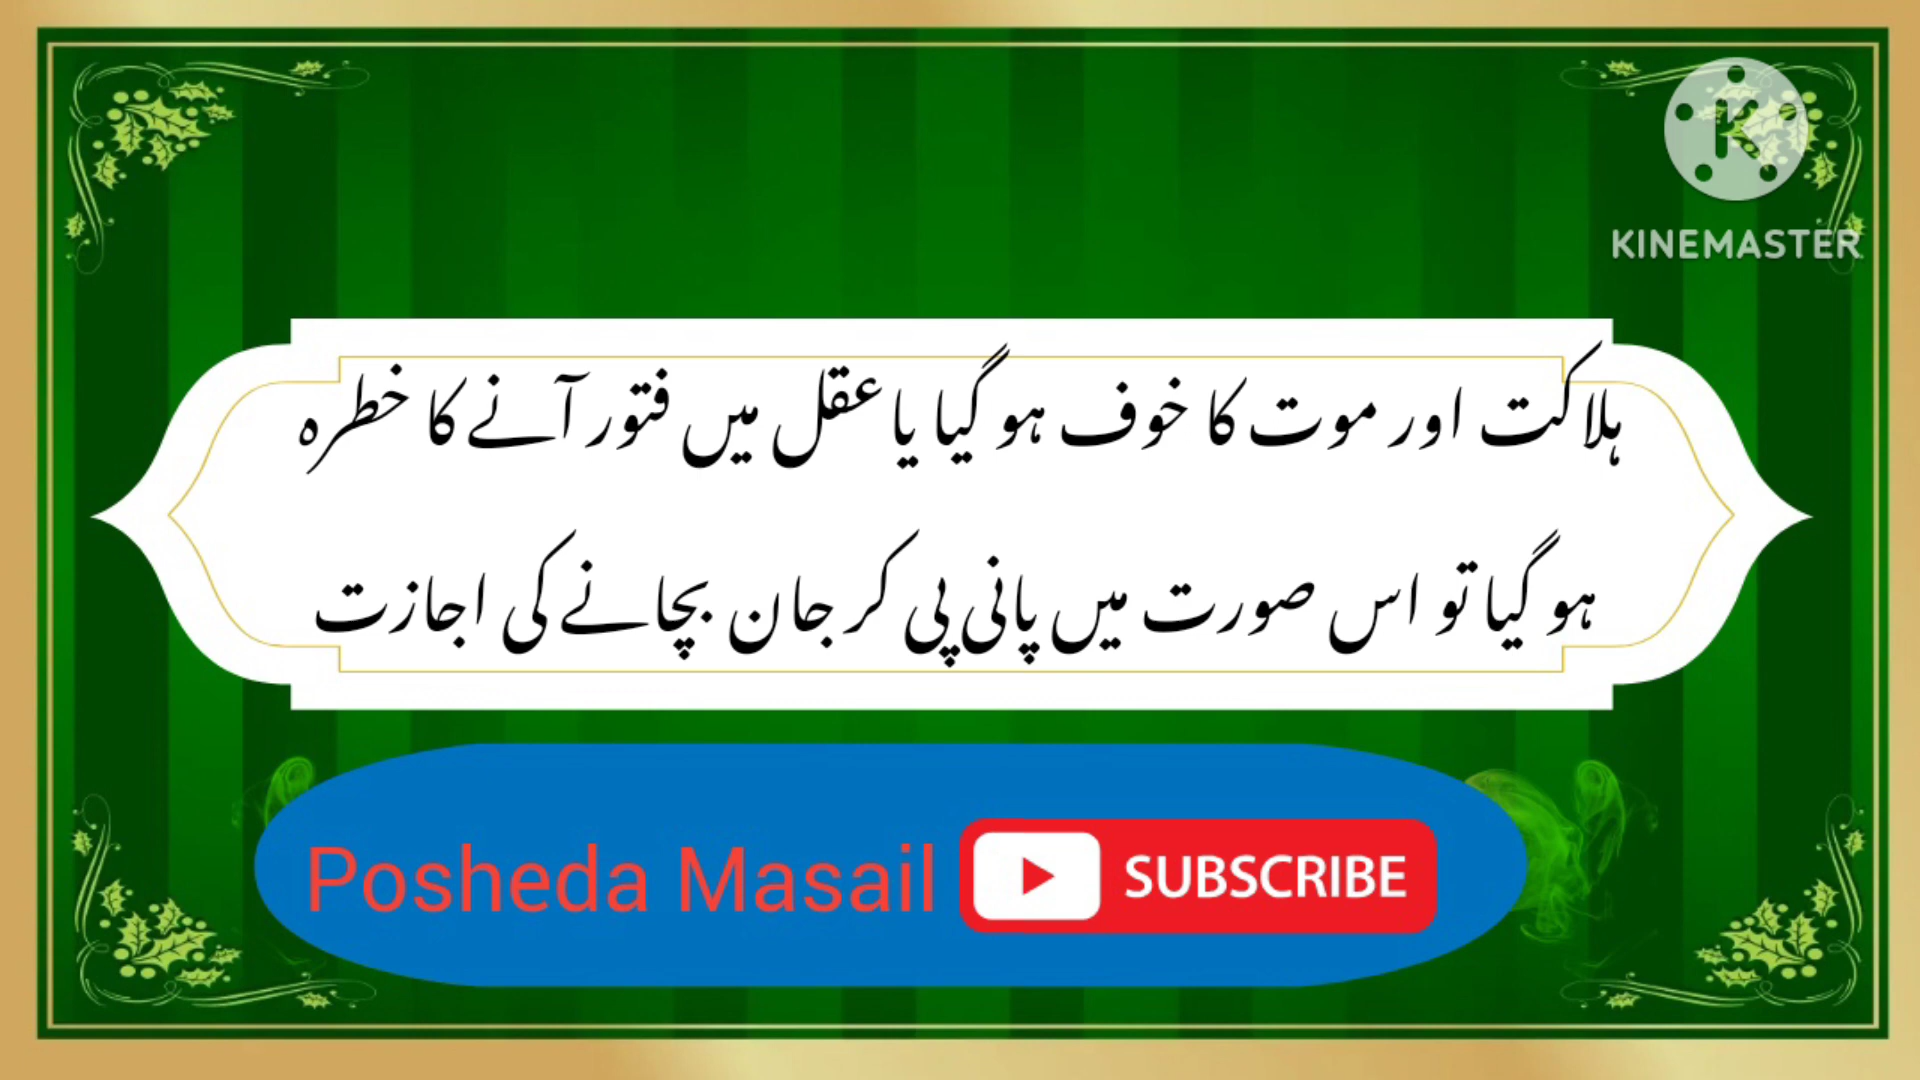 KINEMASTER
ہلاکت اور موت کا خوف ہو گیا یا عقل میں فتور آنے کا خطرہ
ہو گیا تو اس صورت میں پانی پی کر جان بچانے کی اجازت
Posheda Masail SUBSCRIBE